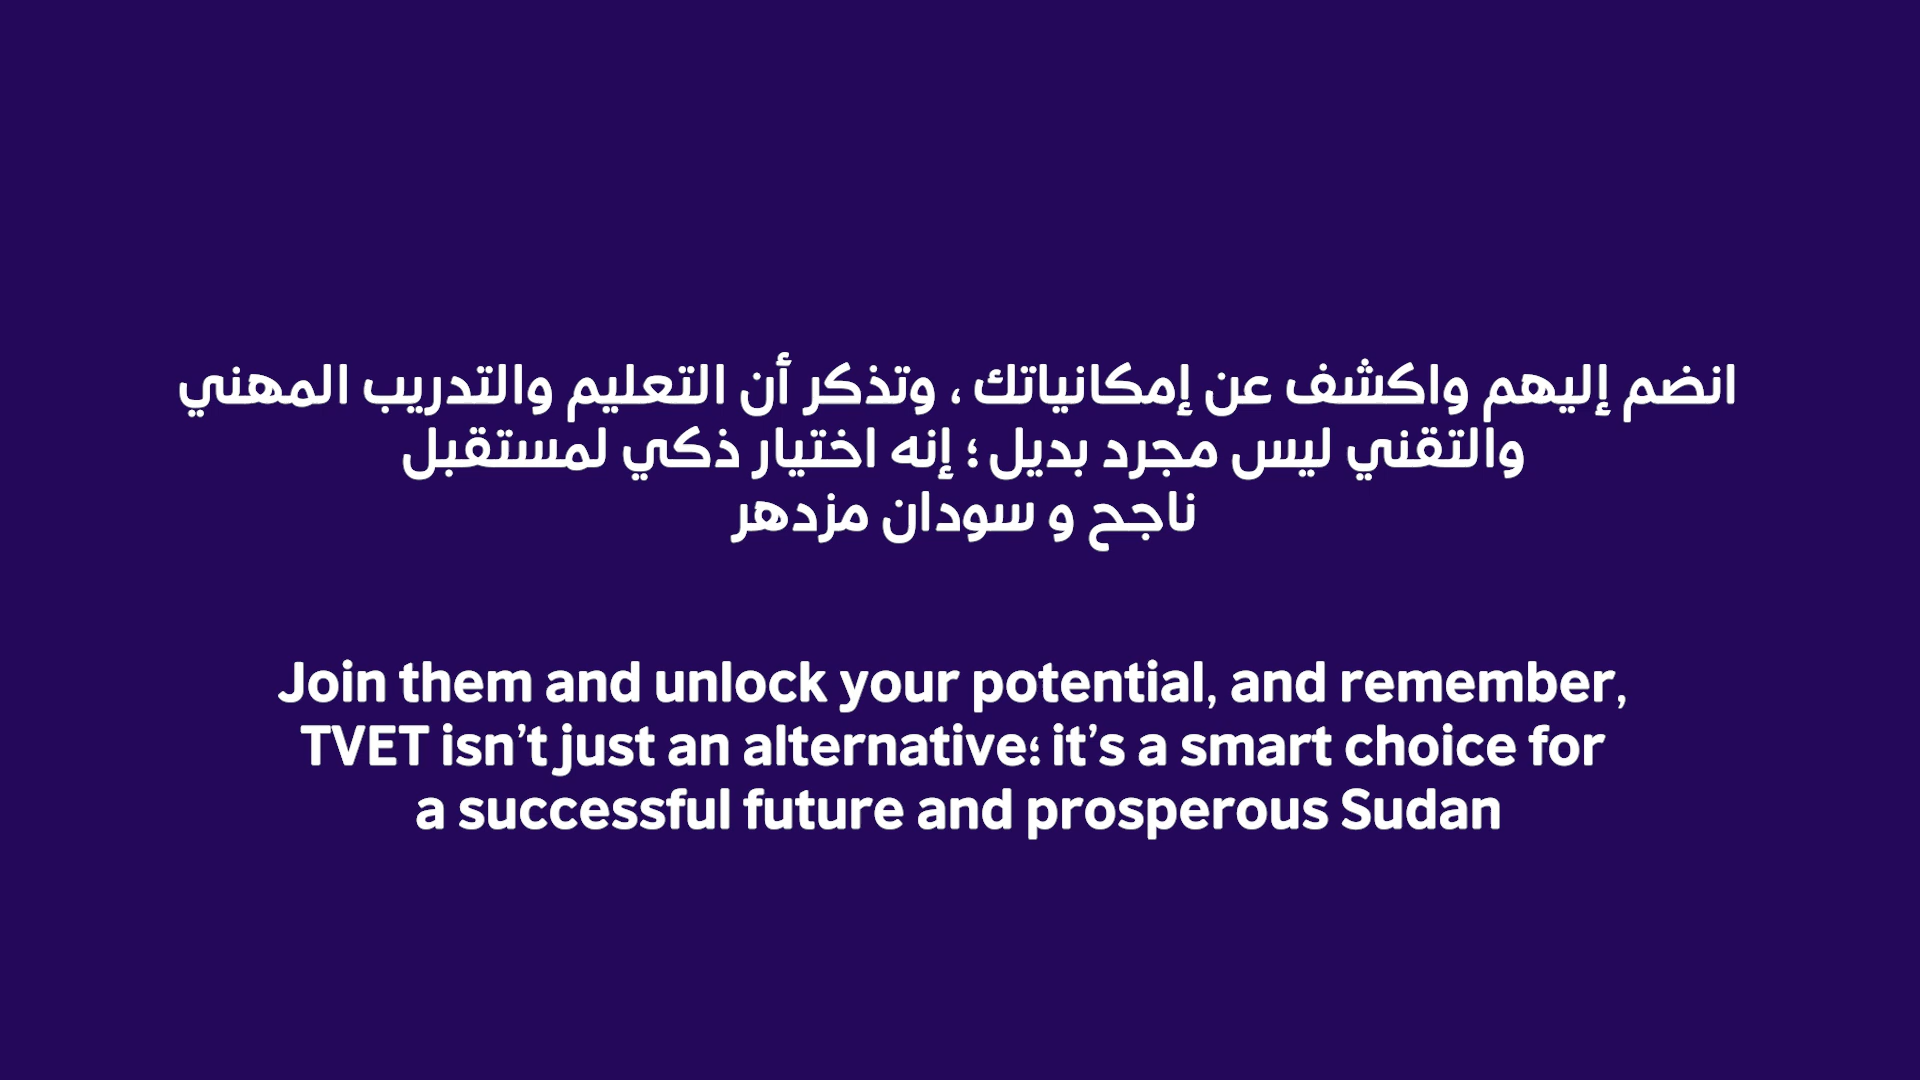 انضم إليهم واكشف عن إمكانياتك ، وتذكر أن التعليم والتدريب المهني
والتقني ليس مجرد بديل ؛ إنه اختيار ذكي لمستقبل
ناجح و سودان مزدهر
Join them and unlock your potential, and remember,
TVET isn’t just an alternative؛ it’s a smart choice for
a successful future and prosperous Sudan